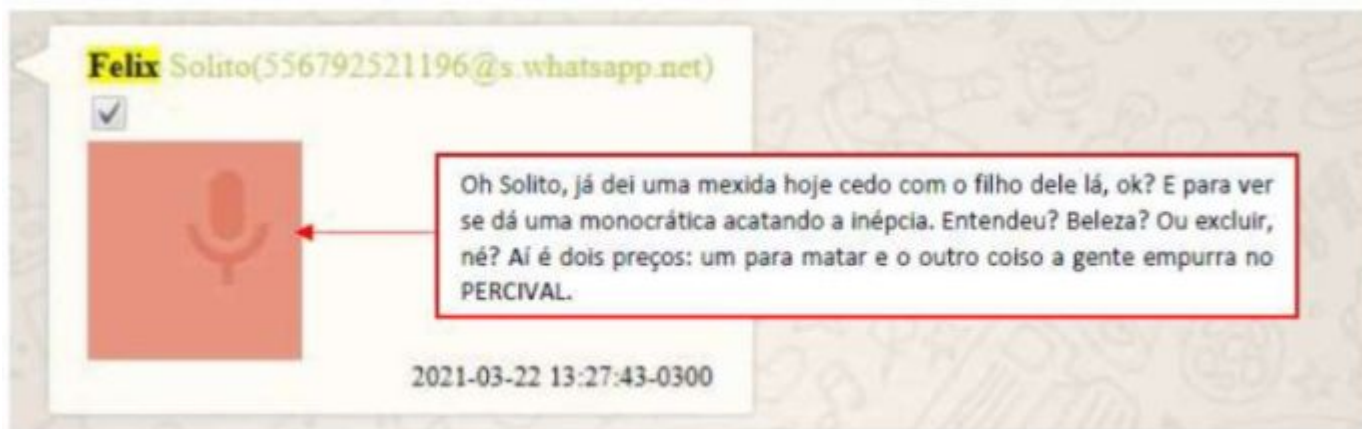 Felix Solito(556792521196@s.whatsapp.net)
Oh Solito, já dei uma mexida hoje cedo com o filho dele lá, ok? E para ver
se dá uma monocrática acatando a inépcia. Entendeu? Beleza? Ou excluir,
né? Aí é dois preços: um para matar e o outro coiso a gente empurra no
PERCIVAL.
2021-03-22 13:27:43-0300